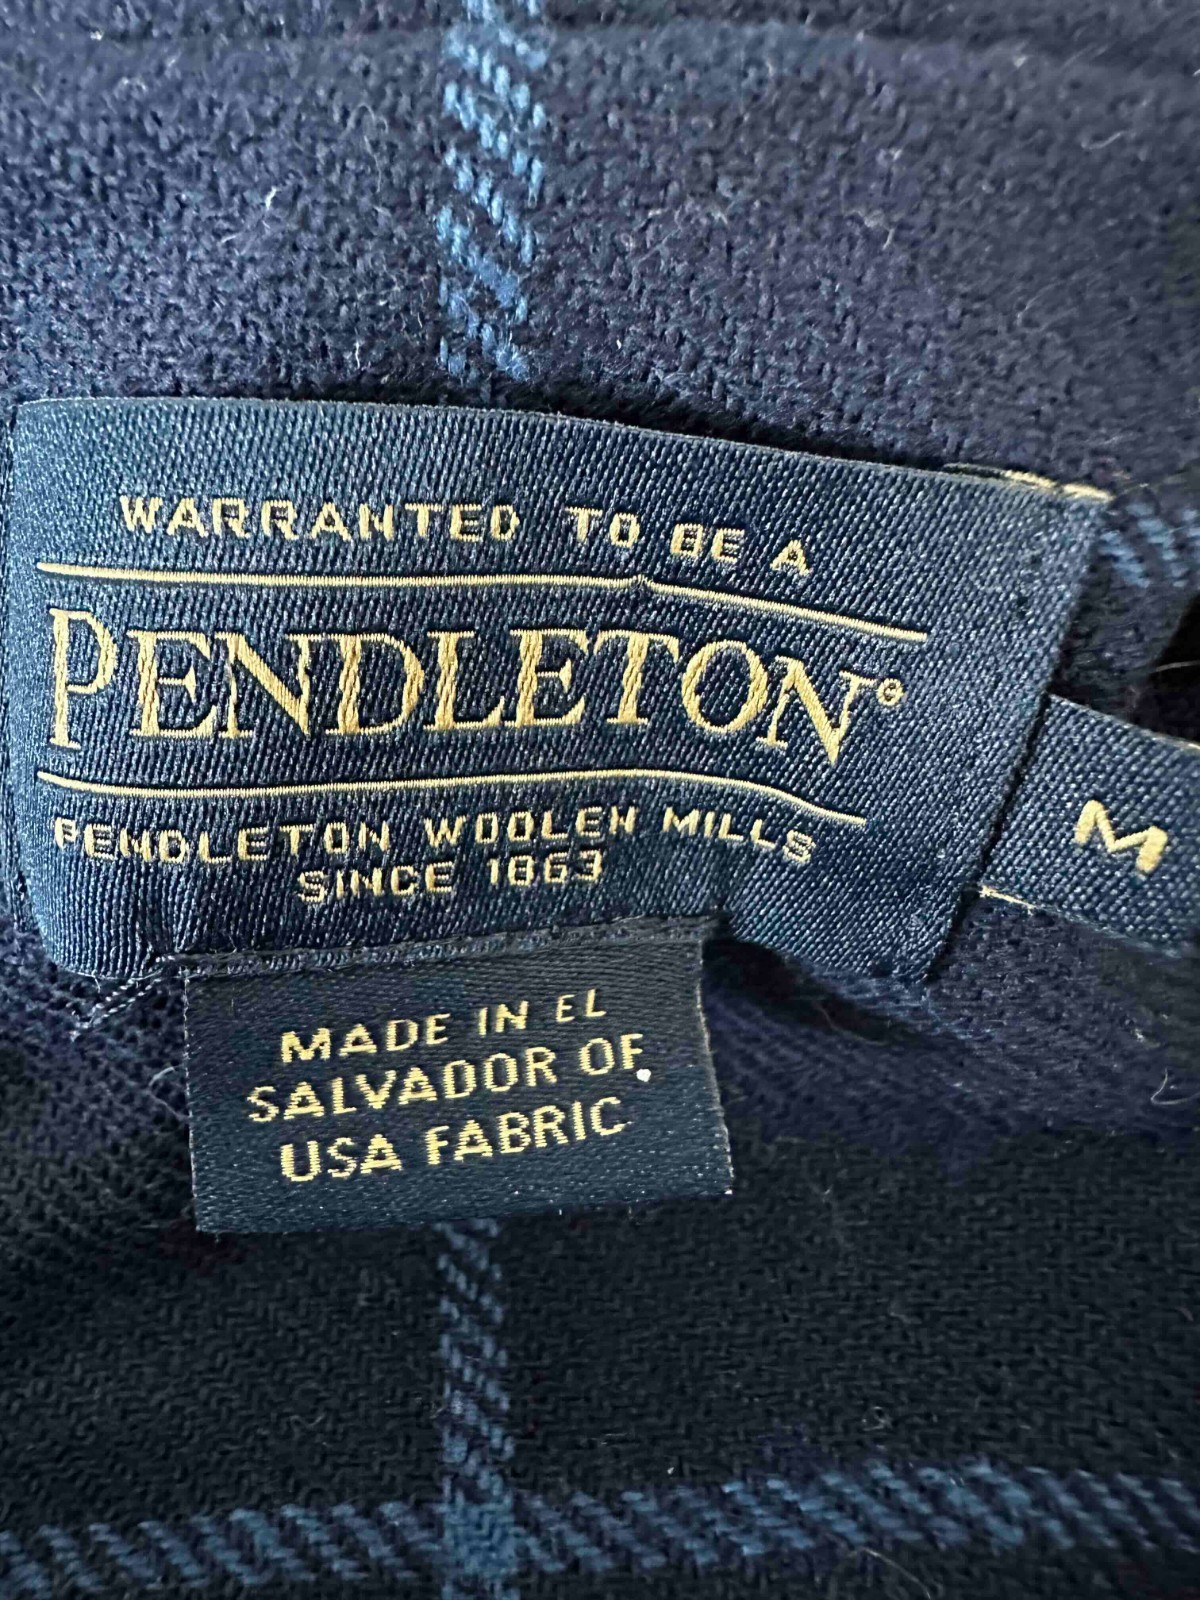 WARRANTED TO BE A
PENDLETON®
PENDLETON WOOLEN MILLS
SINCE 1863
M
MADE IN EL
SALVADOR OF
USA FABRIC